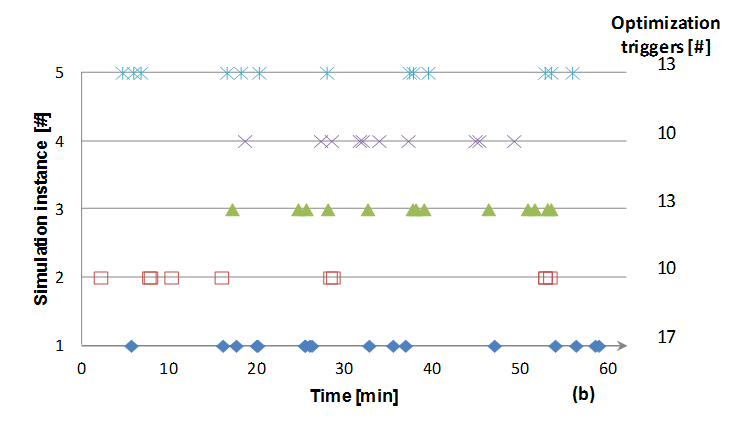 Optimization
triggers [#]
5 13
4 10
3 13
2 10
1 17
Simulation instance [#]
0 10 20 30 40 50 60
Time [min] (b)